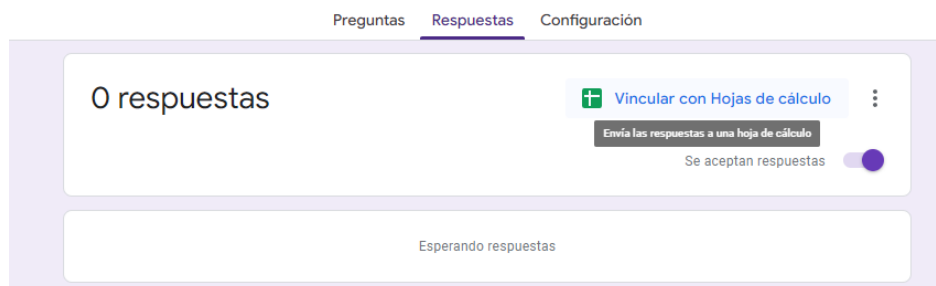 Preguntas Respuestas Configuración
0 respuestas
Vincular con Hojas de cálculo
Envía las respuestas a una hoja de cálculo
Se aceptan respuestas
Esperando respuestas